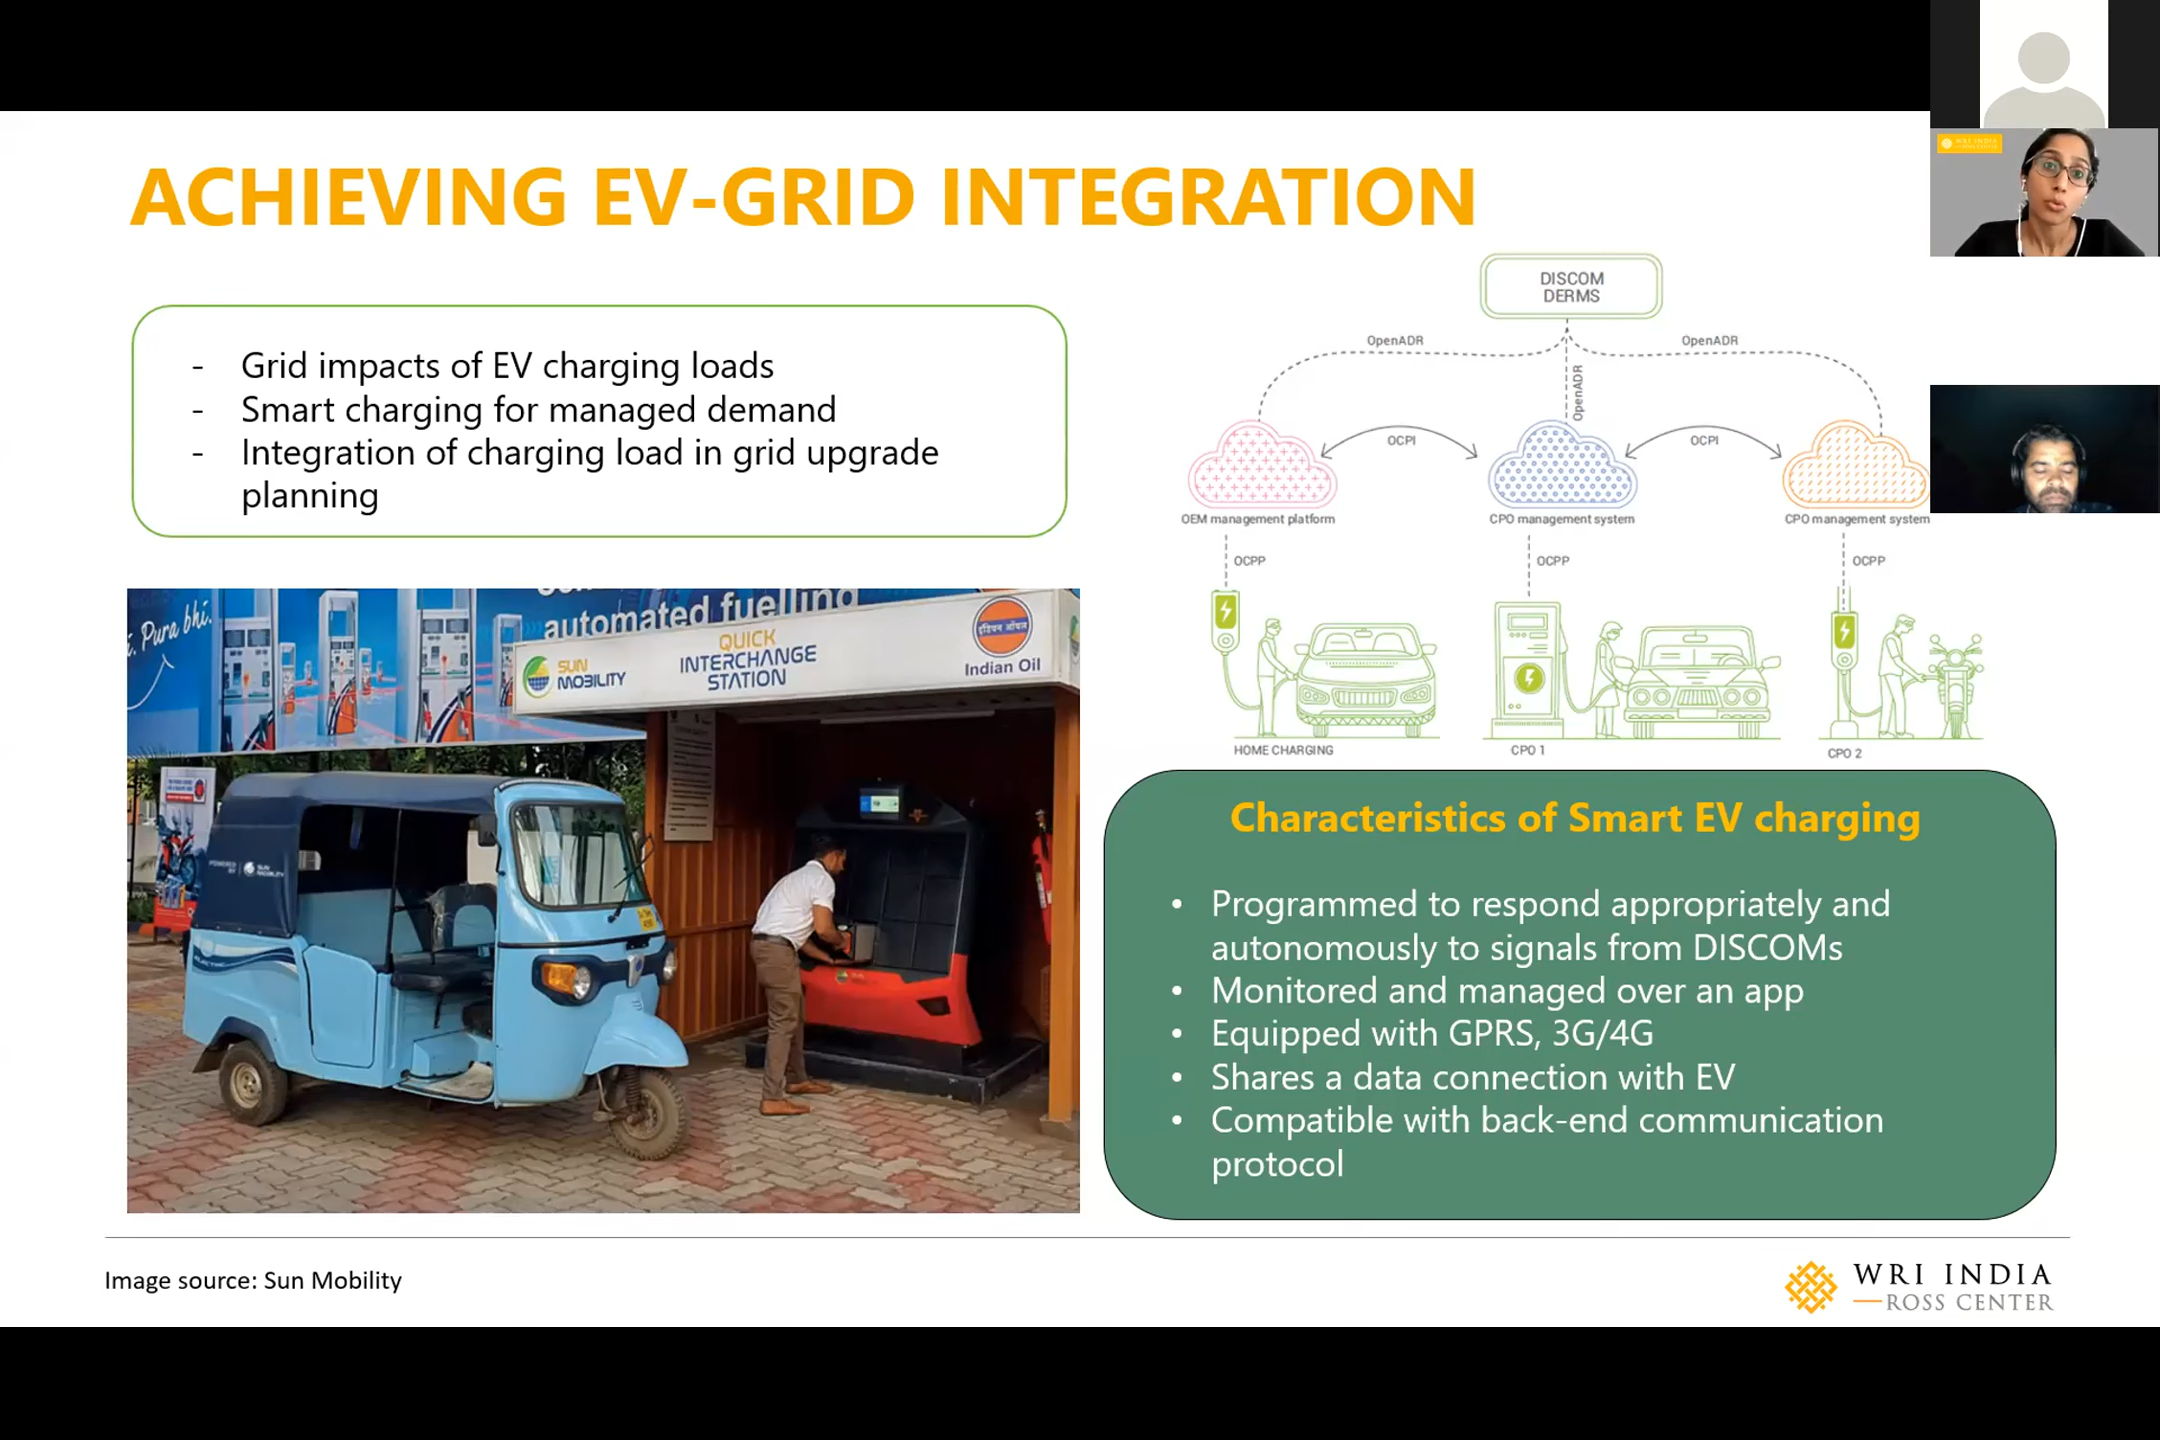 ACHIEVING EV-GRID INTEGRATION
- Grid impacts of EV charging loads
- Smart charging for managed demand
- Integration of charging load in grid upgrade
planning
DISCOM
DERMS
OpenADR
OpenADR
OpenADR
OCPI
OCPI
OEM management platform
CPO management system
CPO management system
OCPP
OCPP
OCPP
HOME CHARGING
CPO 1
CPO 2
Pura bhi.
automated fuelling
SUN
MOBILITY
QUICK
INTERCHANGE
STATION
इंडियन ऑयल
Indian Oil
Characteristics of Smart EV charging
• Programmed to respond appropriately and
autonomously to signals from DISCOMs
• Monitored and managed over an app
• Equipped with GPRS, 3G/4G
• Shares a data connection with EV
• Compatible with back-end communication
protocol
Image source: Sun Mobility
WRI INDIA
ROSS CENTER
WRI INDIA